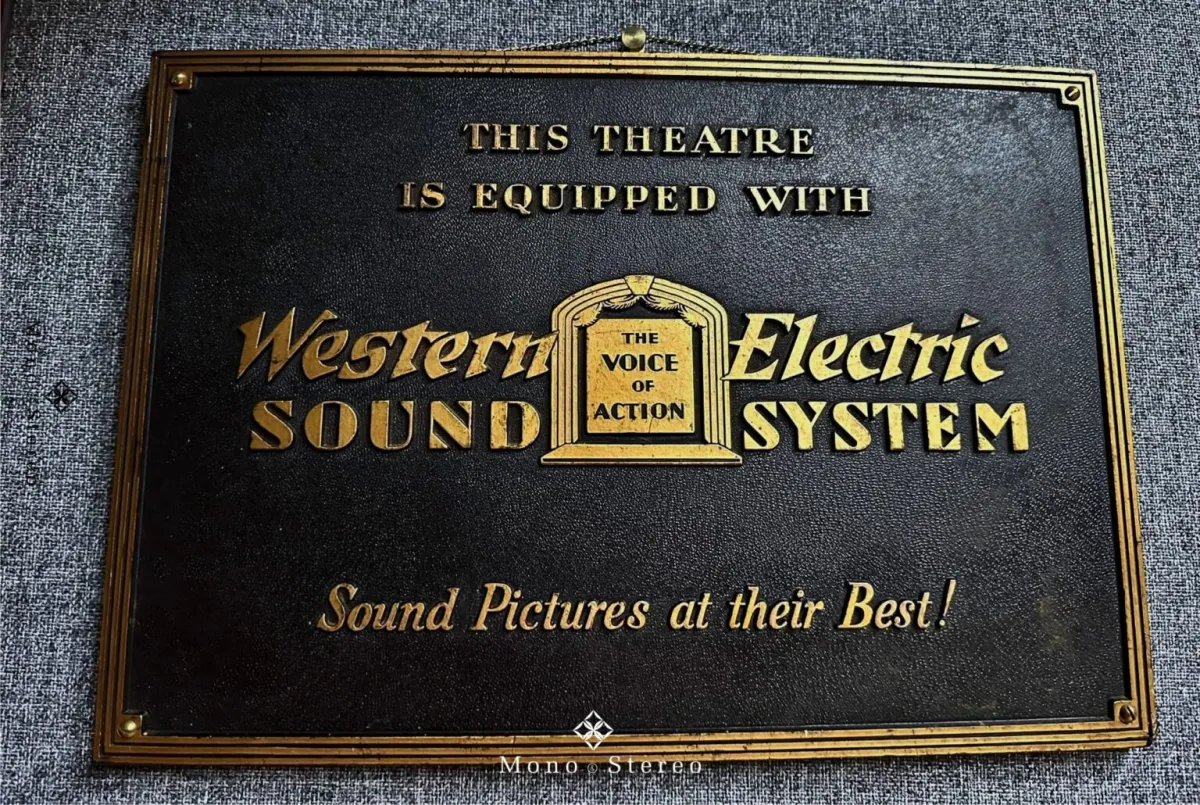 THIS THEATRE
IS EQUIPPED WITH
Western Electric
SOUND SYSTEM
THE
VOICE
OF
ACTION
Sound Pictures at their Best!
Mono Stereo